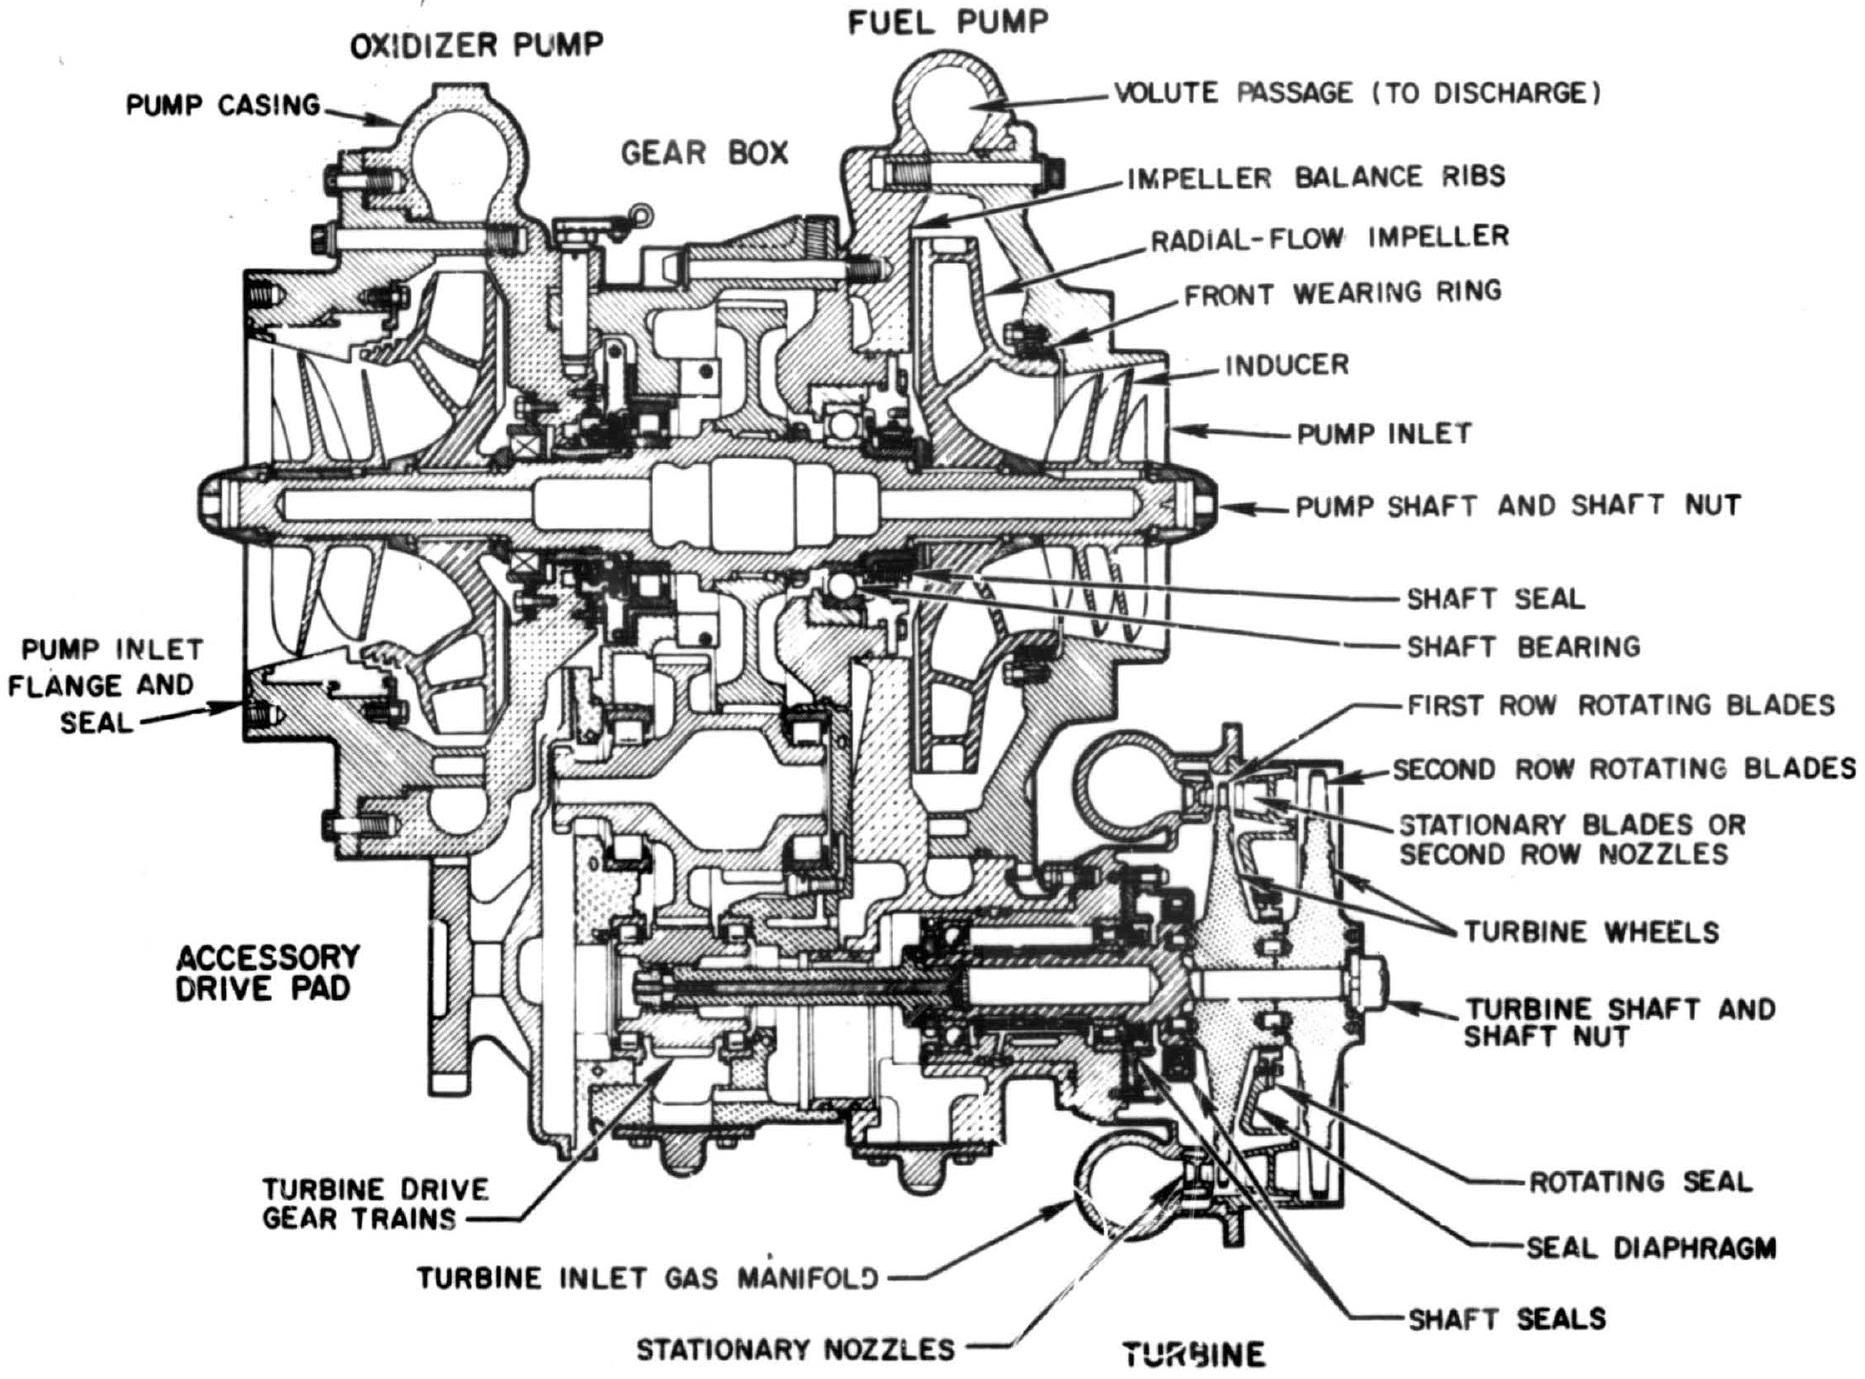 OXIDIZER PUMP
FUEL PUMP
PUMP CASING
GEAR BOX
VOLUTE PASSAGE (TO DISCHARGE)
IMPELLER BALANCE RIBS
RADIAL-FLOW IMPELLER
FRONT WEARING RING
INDUCER
PUMP INLET
PUMP SHAFT AND SHAFT NUT
SHAFT SEAL
SHAFT BEARING
PUMP INLET
FLANGE AND
SEAL
FIRST ROW ROTATING BLADES
SECOND ROW ROTATING BLADES
STATIONARY BLADES OR
SECOND ROW NOZZLES
TURBINE WHEELS
ACCESSORY
DRIVE PAD
TURBINE SHAFT AND
SHAFT NUT
TURBINE DRIVE
GEAR TRAINS
ROTATING SEAL
SEAL DIAPHRAGM
TURBINE INLET GAS MANIFOLD
SHAFT SEALS
STATIONARY NOZZLES
TURBINE